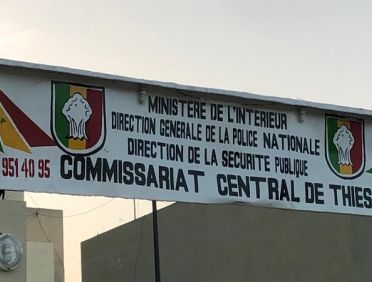 MINISTERE DE L'INTERIEUR
DIRECTION GENERALE DE LA POLICE NATIONALE
DIRECTION DE LA SECURITE PUBLIQUE
951 40 95
COMMISSARIAT CENTRAL DE THIES